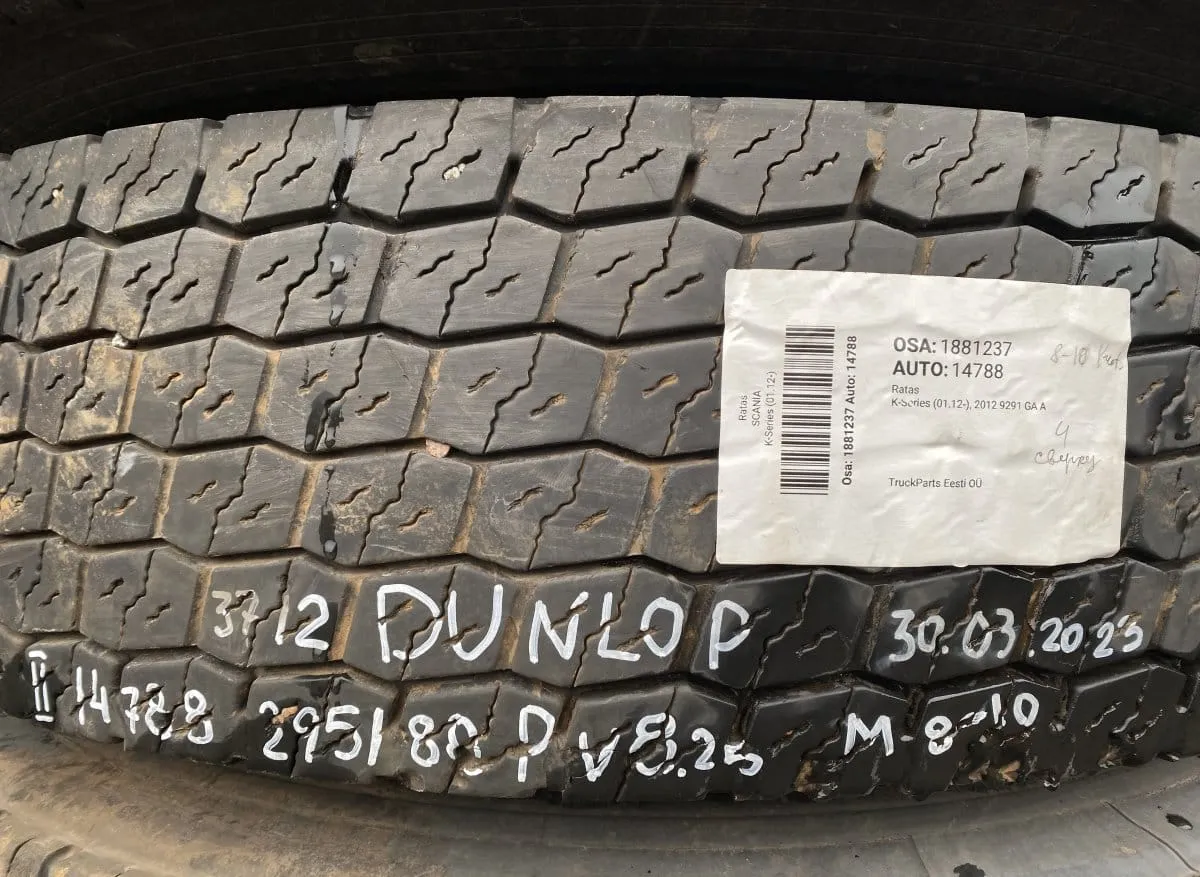 Ratas
SCANIA
K-Series (01.12-)
Osa: 1881237 Auto: 14788
OSA: 1881237
AUTO: 14788
Ratas
K-Series (01.12-), 2012 9291 GA A
8-10
4
сверху
TruckParts Eesti OÜ
3712 DUNLOP 30.03.2023
II 14788 295/80 P V8.25 M-8-10